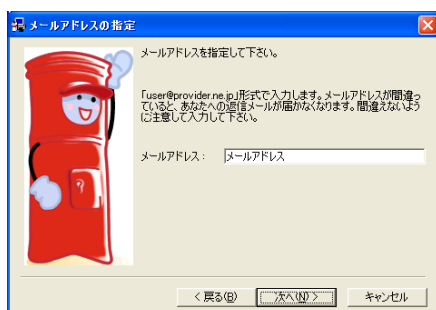 メールアドレスの指定
メールアドレスを指定して下さい。
「user@provider.ne.jp」形式で入力します。メールアドレスが間違っ
ていると、あなたへの返信メールが届かなくなります。間違えないよう
にご注意して入力して下さい。
メールアドレス： メールアドレス
< 戻る(B) 次へ(N) > キャンセル